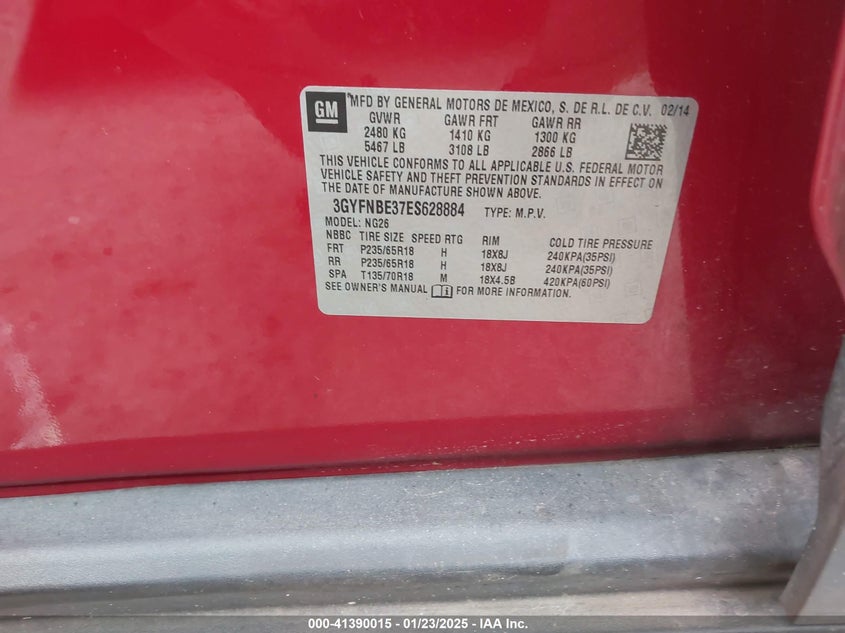 GM
*MFD BY GENERAL MOTORS DE MEXICO, S. DE R.L. DE C.V. 02/14
GVWR GAWR FRT GAWR RR
2480 KG 1410 KG 1300 KG
5467 LB 3108 LB 2866 LB
THIS VEHICLE CONFORMS TO ALL APPLICABLE U.S. FEDERAL MOTOR
VEHICLE SAFETY AND THEFT PREVENTION STANDARDS IN EFFECT ON
THE DATE OF MANUFACTURE SHOWN ABOVE.
3GYFNBE37ES628884 TYPE: M.P.V.
MODEL: NG26
NBBC TIRE SIZE SPEED RTG RIM COLD TIRE PRESSURE
FRT P235/65R18 H 18X8J 240KPA(35PSI)
RR P235/65R18 H 18X8J 240KPA(35PSI)
SPA T135/70R18 M 18X4.5B 420KPA(60PSI)
SEE OWNER'S MANUAL FOR MORE INFORMATION.
000-41390015 - 01/23/2025 - IAA Inc.